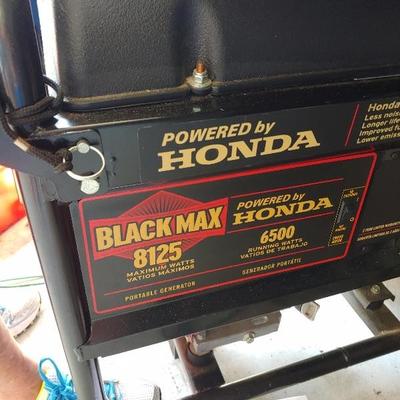 POWERED by
HONDA
Honda
Less noise
Longer life
Improved fu
Lower emiss
BLACK MAX
8125
MAXIMUM WATTS
VATIOS MÁXIMOS
PORTABLE GENERATOR
POWERED by
HONDA
6500
RUNNING WATTS
VATIOS DE TRABAJO
GENERADOR PORTÁTIL